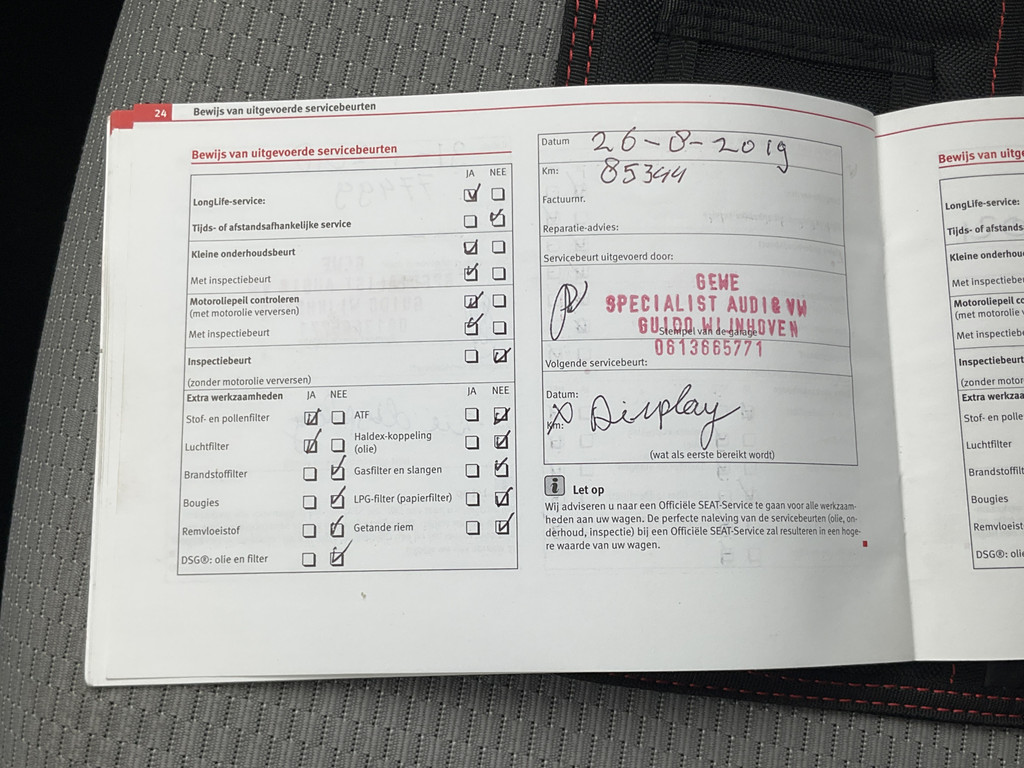 24 Bewijs van uitgevoerde servicebeurten
Bewijs van uitgevoerde servicebeurten
JA NEE
LongLife-service:
Tijds- of afstandsafhankelijke service
Kleine onderhoudsbeurt
Met inspectiebeurt
Motoroliepeil controleren
(met motorolie verversen)
Met inspectiebeurt
Inspectiebeurt
(zonder motorolie verversen)
Extra werkzaamheden JA NEE JA NEE
Stof- en pollenfilter ATF
Luchtfilter Haldex-koppeling
(olie)
Brandstoffilter Gasfilter en slangen
Bougies LPG-filter (papierfilter)
Remvloeistof Getande riem
DSG®: olie en filter
Datum 26-8-2019
Km: 85344
Factuurnr.
Reparatie-advies:
Servicebeurt uitgevoerd door:
GEWE
SPECIALIST AUDI & VW
GUIDO WIJNHOVEN
Stempel van de garage
0613665771
Volgende servicebeurt:
Datum:
Km: Display
(wat als eerste bereikt wordt)
i Let op
Wij adviseren u naar een Officiële SEAT-Service te gaan voor alle werkzaam-
heden aan uw wagen. De perfecte naleving van de servicebeurten (olie, on-
derhoud, inspectie) bij een Officiële SEAT-Service zal resulteren in een hoge-
re waarde van uw wagen.
Bewijs van uitge
LongLife-service:
Tijds- of afstands
Kleine onderhou
Met inspectiebeu
Motoroliepeil co
(met motorolie v
Met inspectiebe
Inspectiebeurt
(zonder motorol
Extra werkza
Stof- en polle
Luchtfilter
Brandstoffilt
Bougies
Remvloeist
DSG®: olie